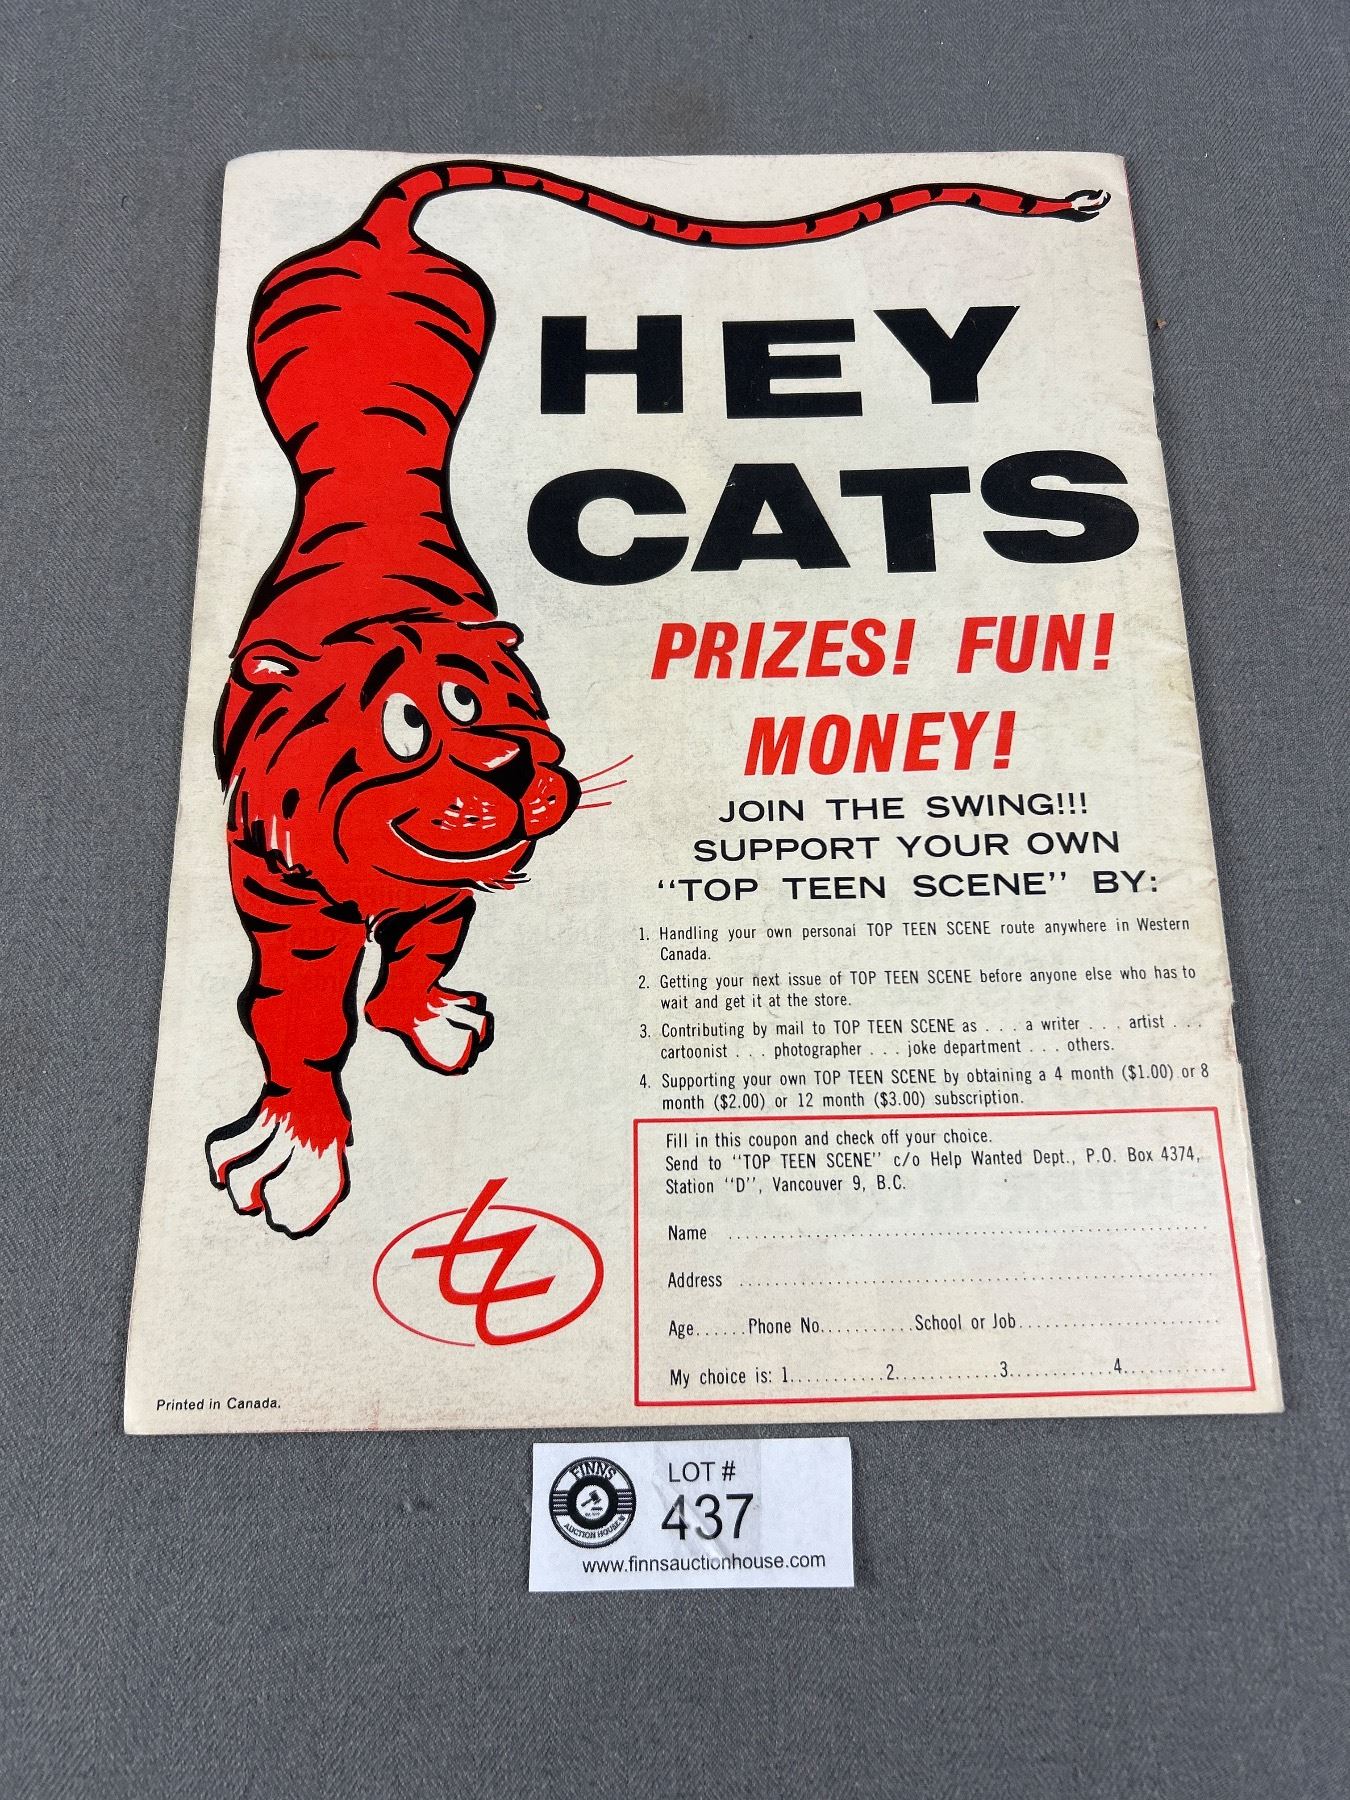 HEY
CATS
PRIZES! FUN!
MONEY!
JOIN THE SWING!!!
SUPPORT YOUR OWN
"TOP TEEN SCENE" BY:
1. Handling your own personal TOP TEEN SCENE route anywhere in Western
Canada.
2. Getting your next issue of TOP TEEN SCENE before anyone else who has to
wait and get it at the store.
3. Contributing by mail to TOP TEEN SCENE as . . . a writer . . . artist . . .
cartoonist . . . photographer . . . joke department . . . others.
4. Supporting your own TOP TEEN SCENE by obtaining a 4 month ($1.00) or 8
month ($2.00) or 12 month ($3.00) subscription.
Fill in this coupon and check off your choice.
Send to "TOP TEEN SCENE" c/o Help Wanted Dept., P.O. Box 4374,
Station "D", Vancouver 9, B.C.
Name ........................................................
Address ........................................................
Age......Phone No...........School or Job........................
My choice is: 1...........2............3............4............
Printed in Canada.
FINNS
AUCTION HOUSE
LOT #
437
www.finnsauctionhouse.com